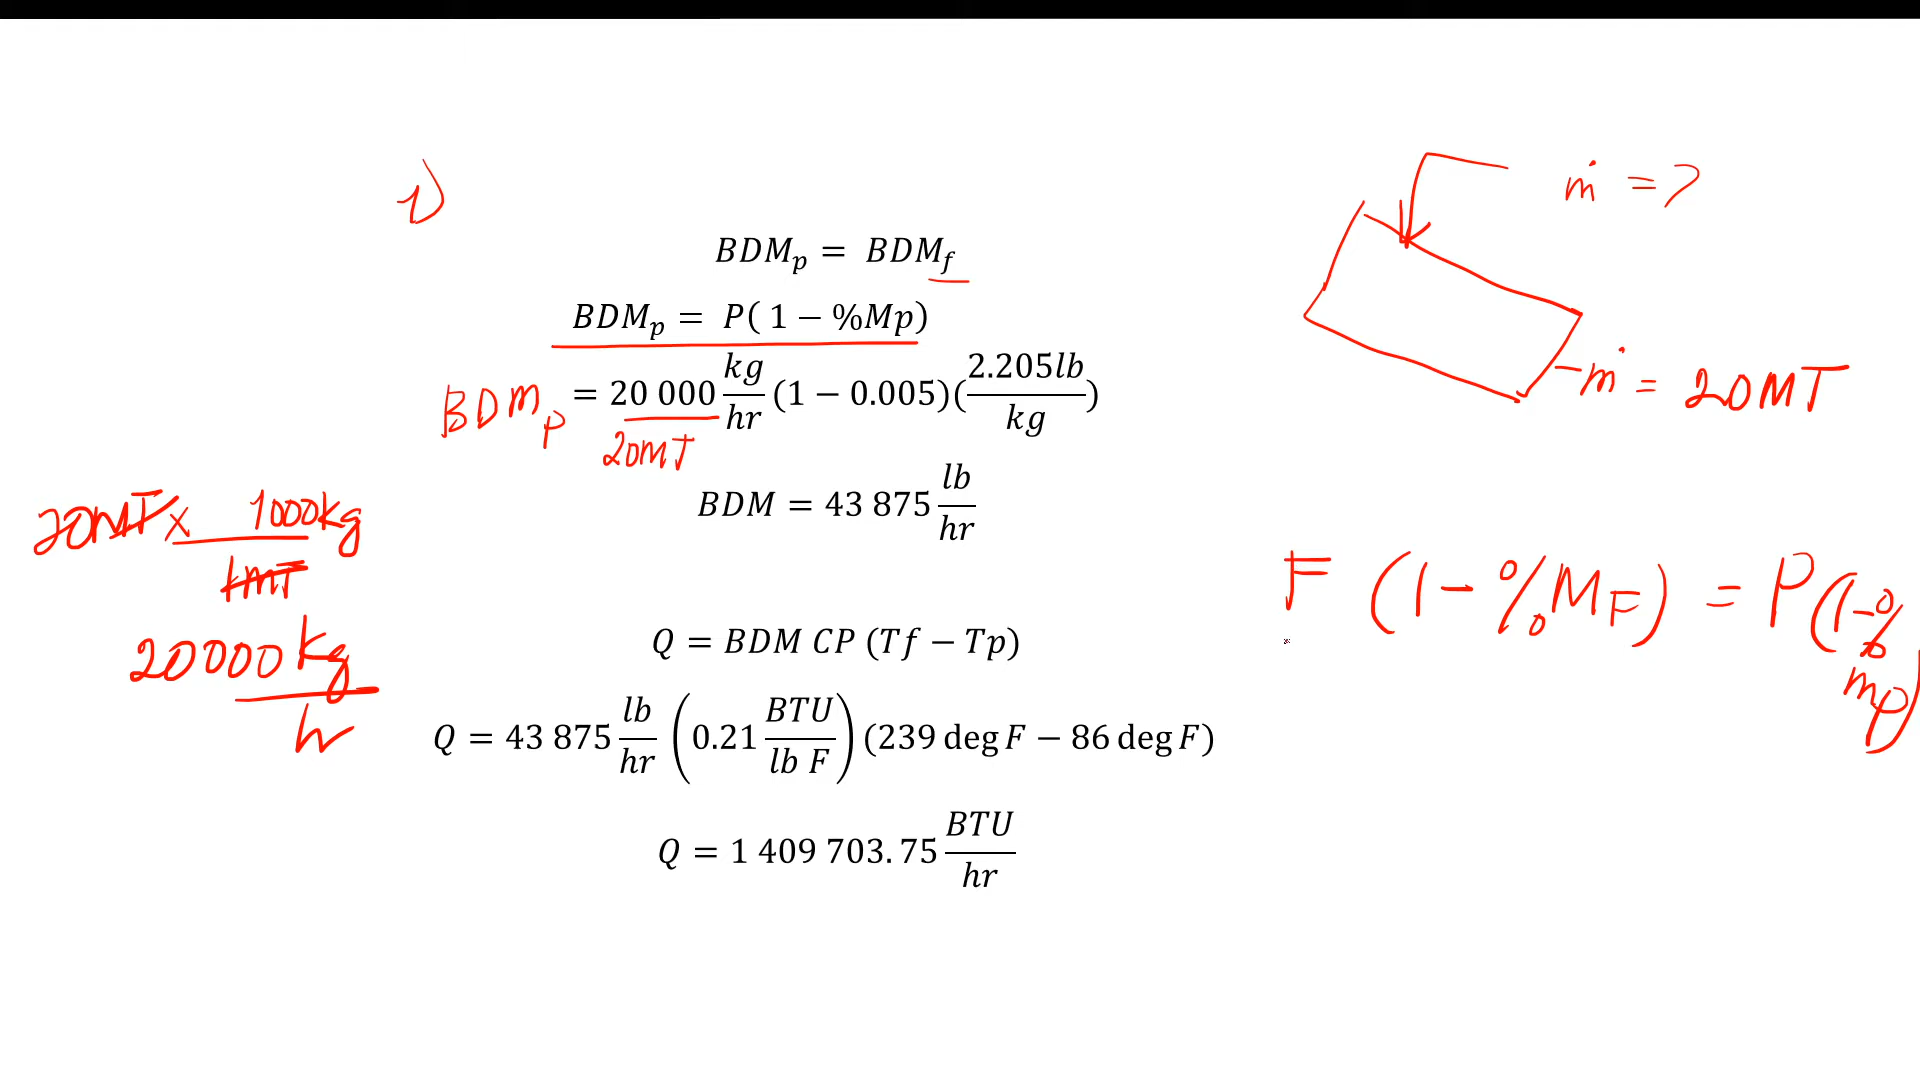 1)
ṁ = ?
BDMp = BDMf
BDMp = P( 1 − %Mp)
BDMp = 20 000 kg/hr (1 − 0.005)(2.205lb/kg)
20MT
ṁ = 20MT
BDM = 43 875 lb/hr
20MT x 1000kg
1MT
20000 kg
hr
F (1 - %MF) = P(1-%mp)
Q = BDM CP (Tf − Tp)
Q = 43 875 lb/hr (0.21 BTU/lb F) (239 deg F − 86 deg F)
Q = 1 409 703.75 BTU/hr